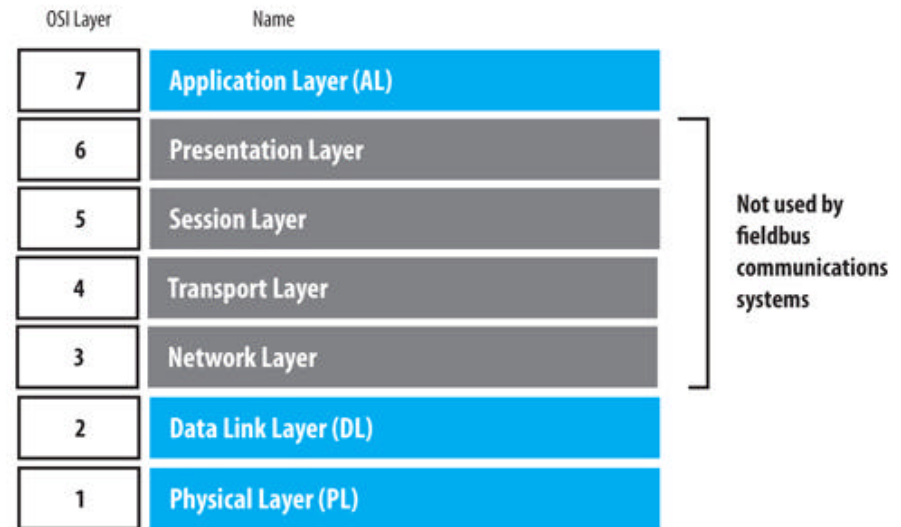 OSI Layer Name
7 Application Layer (AL)
6 Presentation Layer
5 Session Layer
4 Transport Layer
3 Network Layer
2 Data Link Layer (DL)
1 Physical Layer (PL)
Not used by
fieldbus
communications
systems